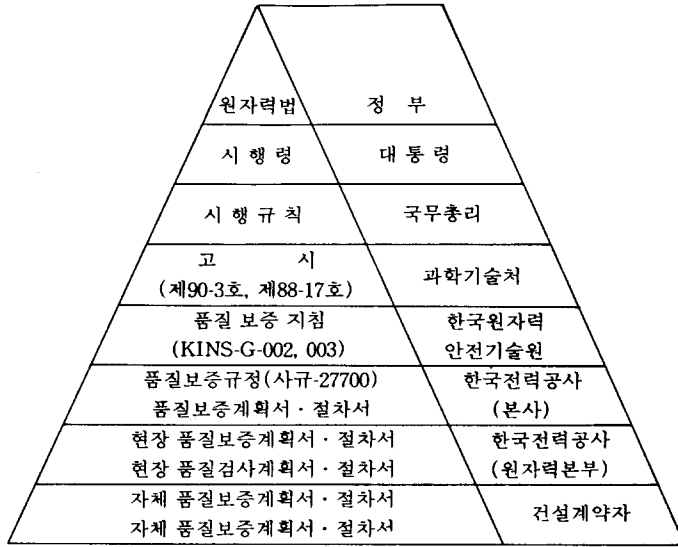 원자력법 정 부
시 행 령 대 통 령
시 행 규 칙 국무총리
고 시
(제90-3호, 제88-17호) 과학기술처
품질 보증 지침 한국원자력
(KINS-G-002, 003) 안전기술원
품질보증규정(사규-27700) 한국전력공사
품질보증계획서 · 절차서 (본사)
현장 품질보증계획서 · 절차서 한국전력공사
현장 품질검사계획서 · 절차서 (원자력본부)
자체 품질보증계획서 · 절차서 건설계약자
자체 품질보증계획서 · 절차서